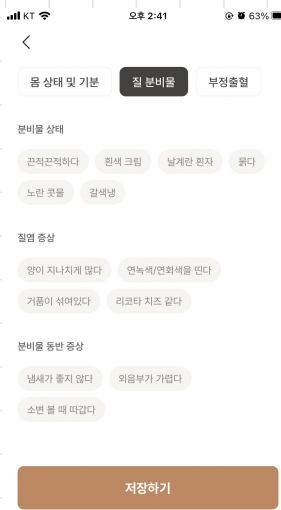 KT 오후 2:41 63%
몸 상태 및 기분 질 분비물 부정출혈
분비물 상태
끈적끈적하다 흰색 크림 날계란 흰자 묽다
노란 콧물 갈색냉
질염 증상
양이 지나치게 많다 연녹색/연회색을 띤다
거품이 섞여있다 리코타 치즈 같다
분비물 동반 증상
냄새가 좋지 않다 외음부가 가렵다
소변 볼 때 따갑다
저장하기